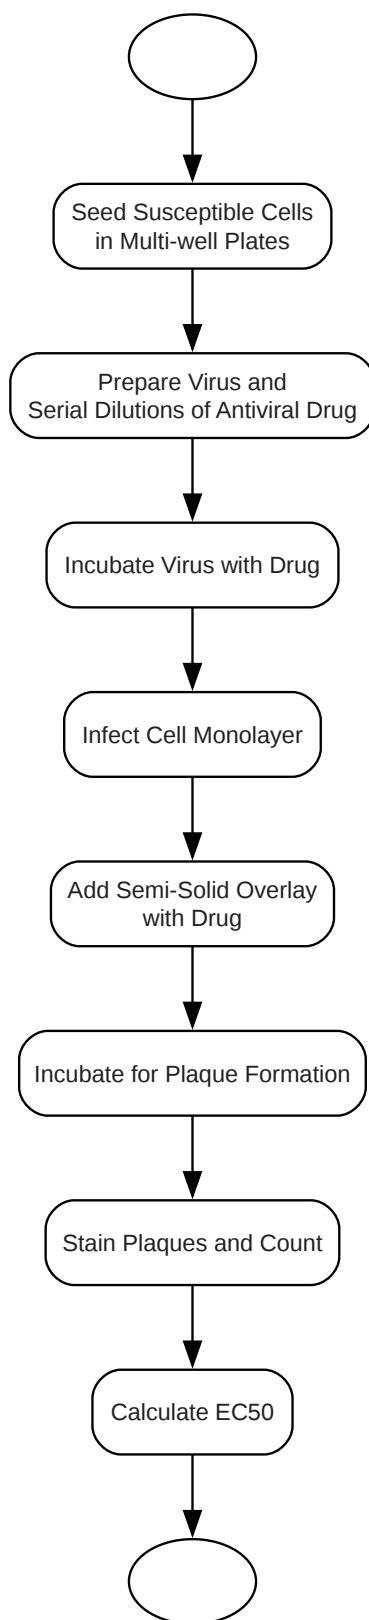 Seed Susceptible Cells
in Multi-well Plates
Prepare Virus and
Serial Dilutions of Antiviral Drug
Incubate Virus with Drug
Infect Cell Monolayer
Add Semi-Solid Overlay
with Drug
Incubate for Plaque Formation
Stain Plaques and Count
Calculate EC50